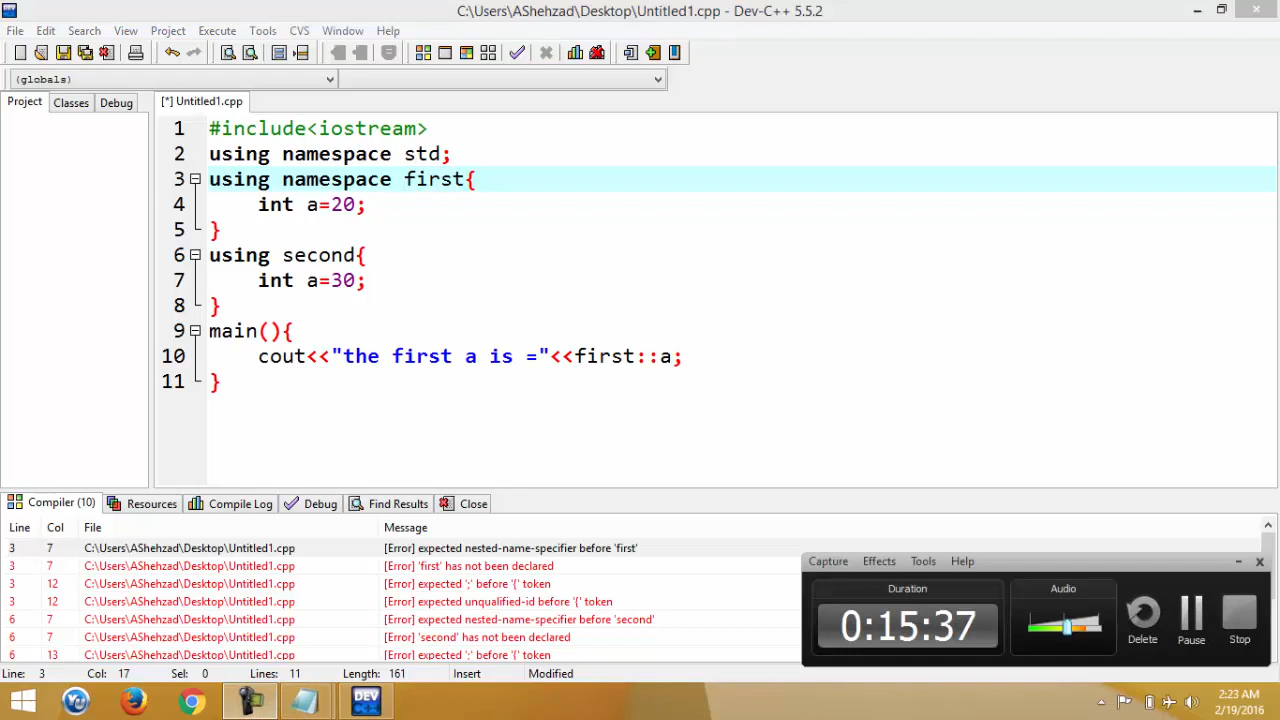 C:\Users\AShehzad\Desktop\Untitled1.cpp - Dev-C++ 5.5.2
File Edit Search View Project Execute Tools CVS Window Help
(globals)
Project Classes Debug [*] Untitled1.cpp
1 #include<iostream>
2 using namespace std;
3 using namespace first{
4 int a=20;
5 }
6 using second{
7 int a=30;
8 }
9 main(){
10 cout<<"the first a is ="<<first::a;
11 }
Compiler (10) Resources Compile Log Debug Find Results Close
Line Col File Message
3 7 C:\Users\AShehzad\Desktop\Untitled1.cpp [Error] expected nested-name-specifier before 'first'
3 7 C:\Users\AShehzad\Desktop\Untitled1.cpp [Error] 'first' has not been declared
3 12 C:\Users\AShehzad\Desktop\Untitled1.cpp [Error] expected ';' before '{' token
3 12 C:\Users\AShehzad\Desktop\Untitled1.cpp [Error] expected unqualified-id before '{' token
6 7 C:\Users\AShehzad\Desktop\Untitled1.cpp [Error] expected nested-name-specifier before 'second'
6 7 C:\Users\AShehzad\Desktop\Untitled1.cpp [Error] 'second' has not been declared
6 13 C:\Users\AShehzad\Desktop\Untitled1.cpp [Error] expected ';' before '{' token
Capture Effects Tools Help
Duration Audio
0:15:37
Delete Pause Stop
Line: 3 Col: 17 Sel: 0 Lines: 11 Length: 161 Insert Modified
DEV
2:23 AM
2/19/2016